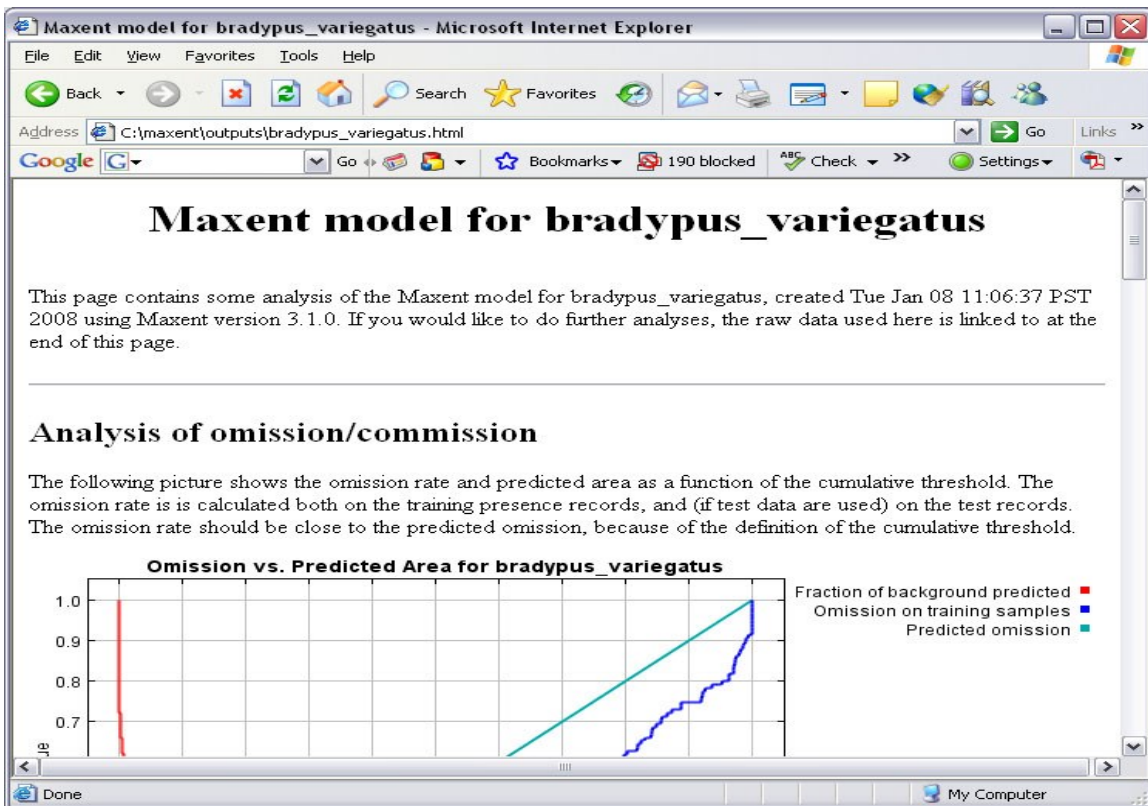 Maxent model for bradypus_variegatus - Microsoft Internet Explorer
File Edit View Favorites Tools Help
Back Search Favorites
Address C:\maxent\outputs\bradypus_variegatus.html Go Links »
Google G Go Bookmarks 190 blocked ABC Check » Settings
Maxent model for bradypus_variegatus
This page contains some analysis of the Maxent model for bradypus_variegatus, created Tue Jan 08 11:06:37 PST
2008 using Maxent version 3.1.0. If you would like to do further analyses, the raw data used here is linked to at the
end of this page.
Analysis of omission/commission
The following picture shows the omission rate and predicted area as a function of the cumulative threshold. The
omission rate is is calculated both on the training presence records, and (if test data are used) on the test records.
The omission rate should be close to the predicted omission, because of the definition of the cumulative threshold.
Omission vs. Predicted Area for bradypus_variegatus
Fraction of background predicted
Omission on training samples
Predicted omission
1.0
0.9
0.8
0.7
Done My Computer